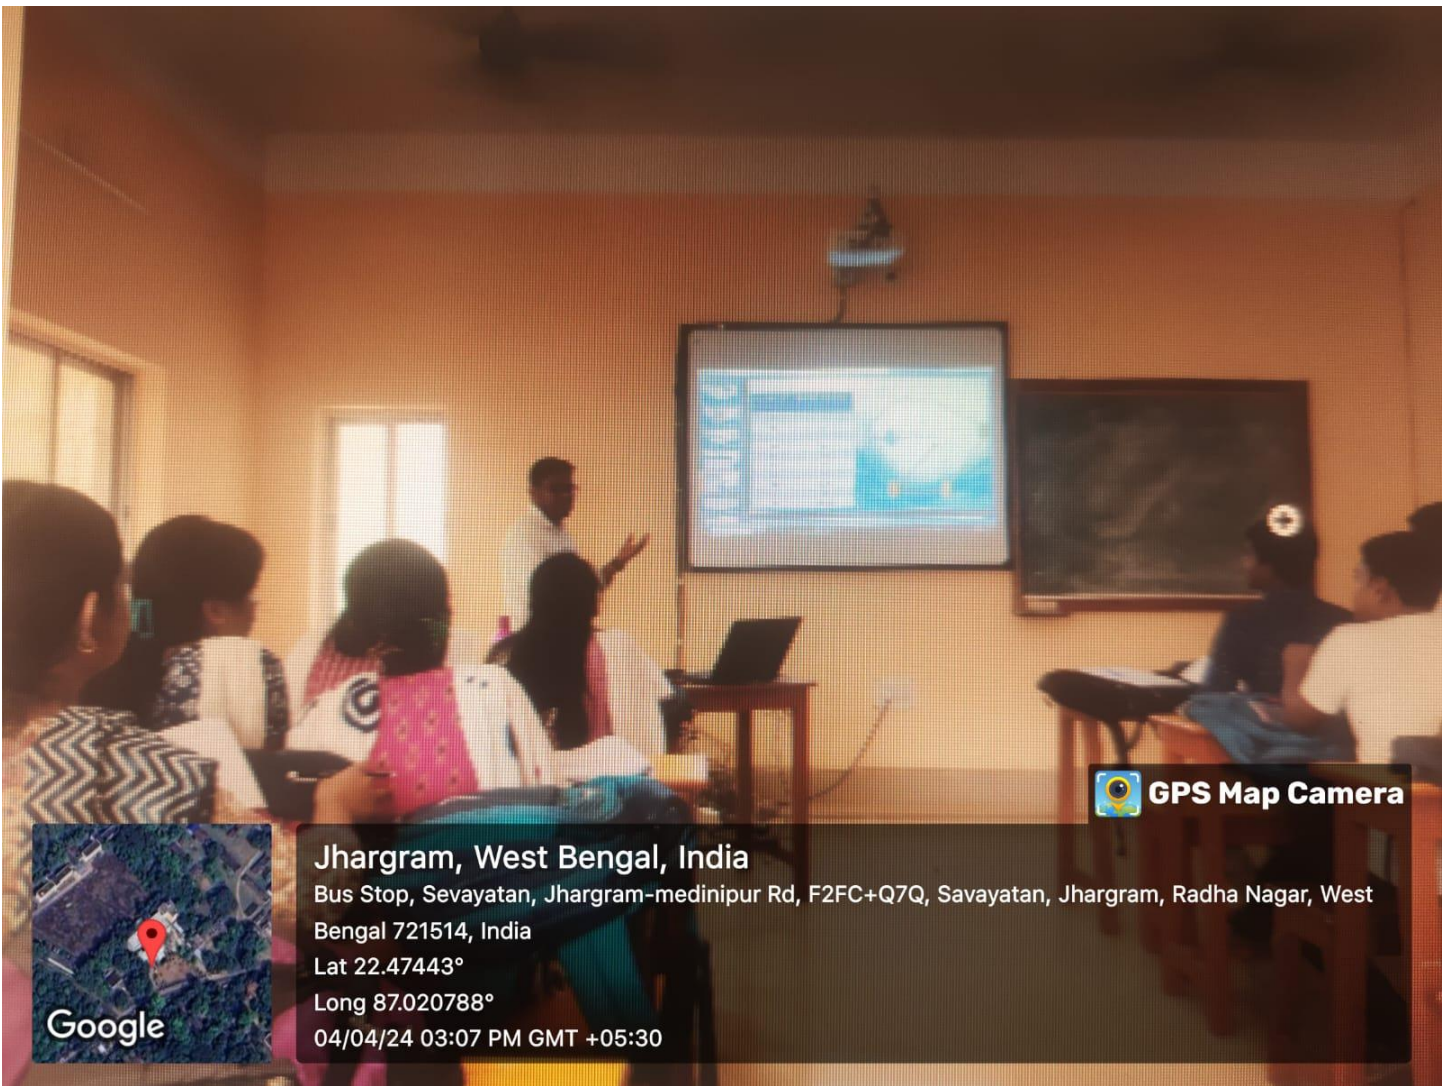 GPS Map Camera
Jhargram, West Bengal, India
Bus Stop, Sevayatan, Jhargram-medinipur Rd, F2FC+Q7Q, Savayatan, Jhargram, Radha Nagar, West
Bengal 721514, India
Lat 22.47443°
Long 87.020788°
04/04/24 03:07 PM GMT +05:30
Google